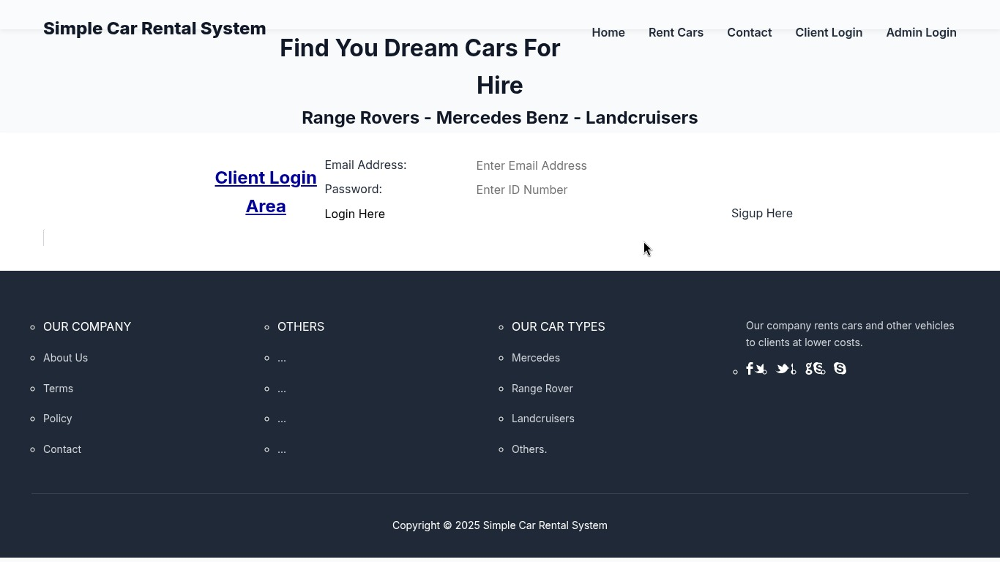 Simple Car Rental System
Home
Rent Cars
Contact
Client Login
Admin Login
Find You Dream Cars For
Hire
Range Rovers - Mercedes Benz - Landcruisers
Client Login
Area
Email Address:
Enter Email Address
Password:
Enter ID Number
Login Here
Sigup Here
OUR COMPANY
About Us
Terms
Policy
Contact
OTHERS
...
...
...
...
OUR CAR TYPES
Mercedes
Range Rover
Landcruisers
Others.
Our company rents cars and other vehicles
to clients at lower costs.
Copyright © 2025 Simple Car Rental System